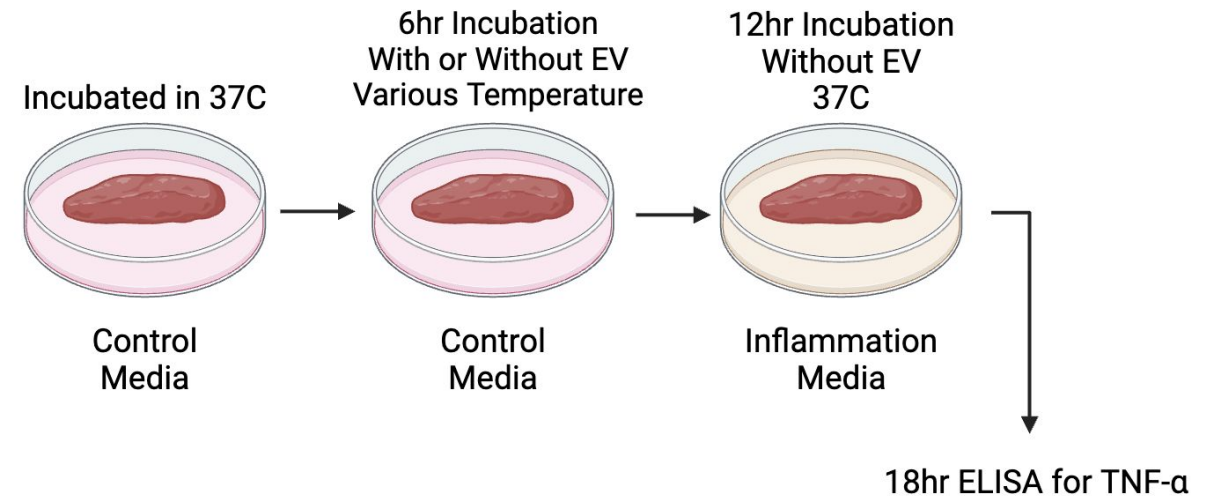 Incubated in 37C
6hr Incubation
With or Without EV
Various Temperature
12hr Incubation
Without EV
37C
Control
Media
Control
Media
Inflammation
Media
18hr ELISA for TNF-α